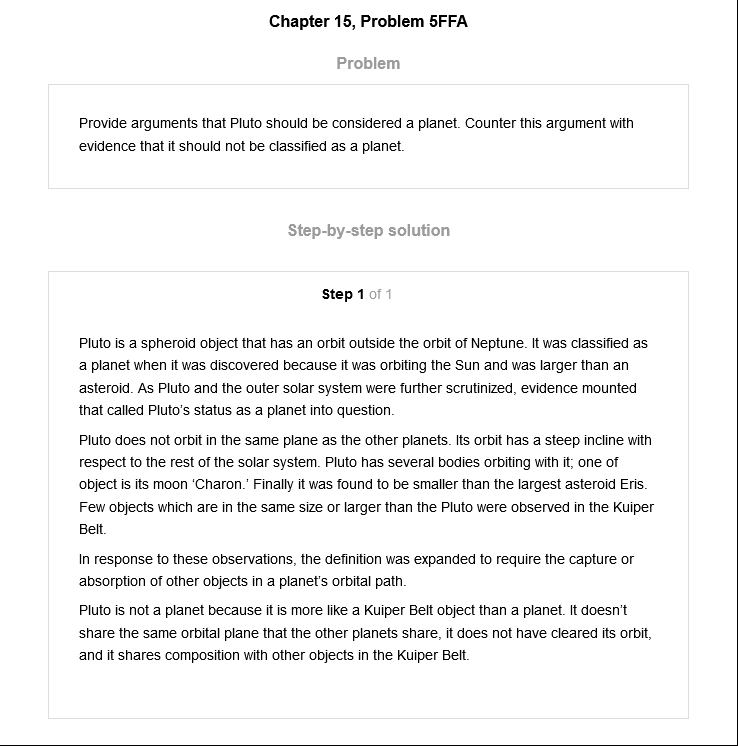 Chapter 15, Problem 5FFA
Problem
Provide arguments that Pluto should be considered a planet. Counter this argument with
evidence that it should not be classified as a planet.
Step-by-step solution
Step 1 of 1
Pluto is a spheroid object that has an orbit outside the orbit of Neptune. It was classified as
a planet when it was discovered because it was orbiting the Sun and was larger than an
asteroid. As Pluto and the outer solar system were further scrutinized, evidence mounted
that called Pluto's status as a planet into question.
Pluto does not orbit in the same plane as the other planets. Its orbit has a steep incline with
respect to the rest of the solar system. Pluto has several bodies orbiting with it; one of
object is its moon ‘Charon.’ Finally it was found to be smaller than the largest asteroid Eris.
Few objects which are in the same size or larger than the Pluto were observed in the Kuiper
Belt.
In response to these observations, the definition was expanded to require the capture or
absorption of other objects in a planet's orbital path.
Pluto is not a planet because it is more like a Kuiper Belt object than a planet. It doesn't
share the same orbital plane that the other planets share, it does not have cleared its orbit,
and it shares composition with other objects in the Kuiper Belt.